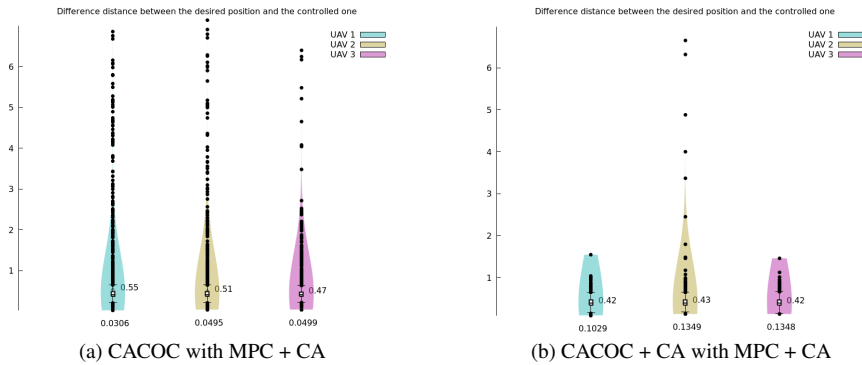 Difference distance between the desired position and the controlled one
UAV 1
UAV 2
UAV 3
6
5
4
3
2
1
0.55
0.51
0.47
0.0306
0.0495
0.0499
(a) CACOC with MPC + CA
Difference distance between the desired position and the controlled one
UAV 1
UAV 2
UAV 3
6
5
4
3
2
1
0.42
0.43
0.42
0.1029
0.1349
0.1348
(b) CACOC + CA with MPC + CA